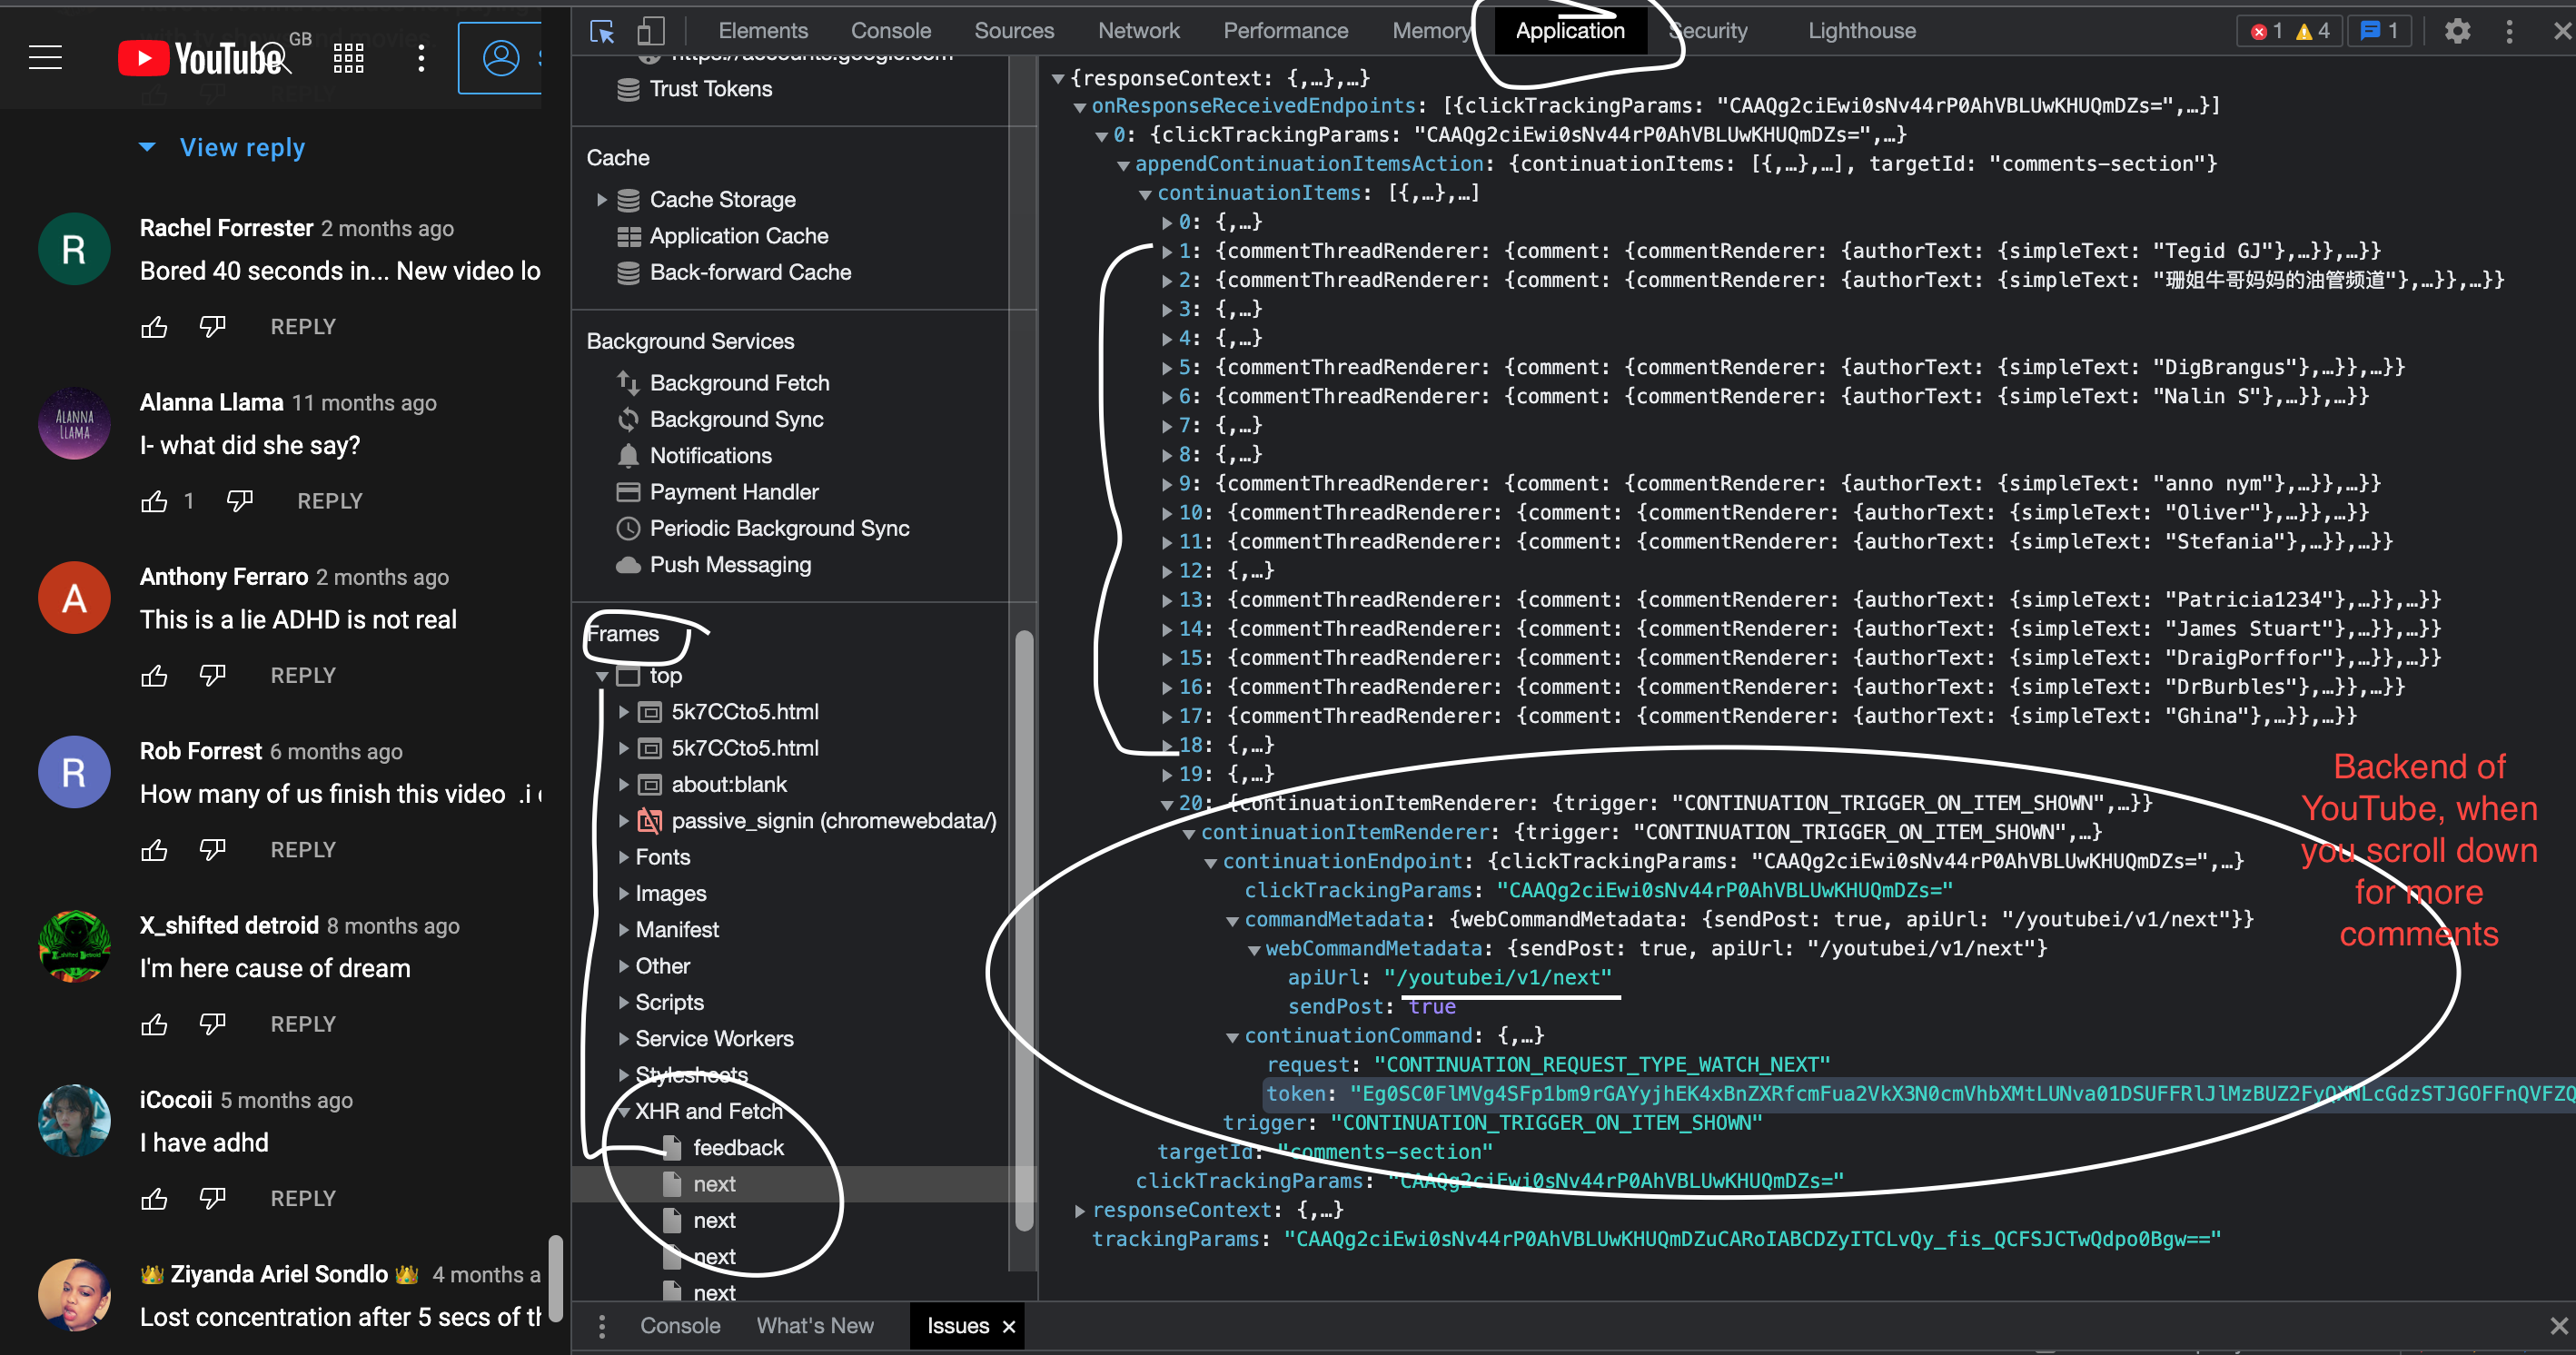 YouTube
GB
View reply
Rachel Forrester 2 months ago
Bored 40 seconds in... New video lo
REPLY
Alanna Llama 11 months ago
ALANNA
LLAMA
I- what did she say?
1
REPLY
Anthony Ferraro 2 months ago
A
This is a lie ADHD is not real
REPLY
Rob Forrest 6 months ago
R
How many of us finish this video .i
REPLY
X_shifted detroid 8 months ago
I'm here cause of dream
REPLY
iCocoii 5 months ago
I have adhd
REPLY
👑 Ziyanda Ariel Sondlo 👑 4 months a
Lost concentration after 5 secs of th
Elements Console Sources Network Performance Memory Application Security Lighthouse
1 4 1
https://accounts.google.com
Trust Tokens
Cache
Cache Storage
Application Cache
Back-forward Cache
Background Services
Background Fetch
Background Sync
Notifications
Payment Handler
Periodic Background Sync
Push Messaging
Frames
top
5k7CCto5.html
5k7CCto5.html
about:blank
passive_signin (chromewebdata/)
Fonts
Images
Manifest
Other
Scripts
Service Workers
Stylesheets
XHR and Fetch
feedback
next
next
next
next
{responseContext: {,…},…}
onResponseReceivedEndpoints: [{clickTrackingParams: "CAAQg2ciEwi0sNv44rP0AhVBLUwKHUQmDZs=",…}]
0: {clickTrackingParams: "CAAQg2ciEwi0sNv44rP0AhVBLUwKHUQmDZs=",…}
appendContinuationItemsAction: {continuationItems: [{,…},…], targetId: "comments-section"}
continuationItems: [{,…},…]
0: {,…}
1: {commentThreadRenderer: {comment: {commentRenderer: {authorText: {simpleText: "Tegid GJ"},…}},…}}
2: {commentThreadRenderer: {comment: {commentRenderer: {authorText: {simpleText: "珊姐牛哥妈妈的油管频道"},…}},…}}
3: {,…}
4: {,…}
5: {commentThreadRenderer: {comment: {commentRenderer: {authorText: {simpleText: "DigBrangus"},…}},…}}
6: {commentThreadRenderer: {comment: {commentRenderer: {authorText: {simpleText: "Nalin S"},…}},…}}
7: {,…}
8: {,…}
9: {commentThreadRenderer: {comment: {commentRenderer: {authorText: {simpleText: "anno nym"},…}},…}}
10: {commentThreadRenderer: {comment: {commentRenderer: {authorText: {simpleText: "Oliver"},…}},…}}
11: {commentThreadRenderer: {comment: {commentRenderer: {authorText: {simpleText: "Stefania"},…}},…}}
12: {,…}
13: {commentThreadRenderer: {comment: {commentRenderer: {authorText: {simpleText: "Patricia1234"},…}},…}}
14: {commentThreadRenderer: {comment: {commentRenderer: {authorText: {simpleText: "James Stuart"},…}},…}}
15: {commentThreadRenderer: {comment: {commentRenderer: {authorText: {simpleText: "DraigPorffor"},…}},…}}
16: {commentThreadRenderer: {comment: {commentRenderer: {authorText: {simpleText: "DrBurbles"},…}},…}}
17: {commentThreadRenderer: {comment: {commentRenderer: {authorText: {simpleText: "Ghina"},…}},…}}
18: {,…}
19: {,…}
20: {continuationItemRenderer: {trigger: "CONTINUATION_TRIGGER_ON_ITEM_SHOWN",…}}
continuationItemRenderer: {trigger: "CONTINUATION_TRIGGER_ON_ITEM_SHOWN",…}
continuationEndpoint: {clickTrackingParams: "CAAQg2ciEwi0sNv44rP0AhVBLUwKHUQmDZs=",…}
clickTrackingParams: "CAAQg2ciEwi0sNv44rP0AhVBLUwKHUQmDZs="
commandMetadata: {webCommandMetadata: {sendPost: true, apiUrl: "/youtubei/v1/next"}}
webCommandMetadata: {sendPost: true, apiUrl: "/youtubei/v1/next"}
apiUrl: "/youtubei/v1/next"
sendPost: true
continuationCommand: {,…}
request: "CONTINUATION_REQUEST_TYPE_WATCH_NEXT"
token: "Eg0SC0FlMVg4SFp1bm9rGAYyjhEK4xBnZXRfcmFua2VkX3N0cmVhbXMtLUNva01DSUFFRlJlMzBUZ2FyQXNLcGdzSTJGOFFnQVFZQ
trigger: "CONTINUATION_TRIGGER_ON_ITEM_SHOWN"
targetId: "comments-section"
clickTrackingParams: "CAAQg2ciEwi0sNv44rP0AhVBLUwKHUQmDZs="
responseContext: {,…}
trackingParams: "CAAQg2ciEwi0sNv44rP0AhVBLUwKHUQmDZuCARoIABCDZyITCLvQy_fis_QCFSJCTwQdpo0Bgw=="
Backend of
YouTube, when
you scroll down
for more
comments
Console What's New Issues